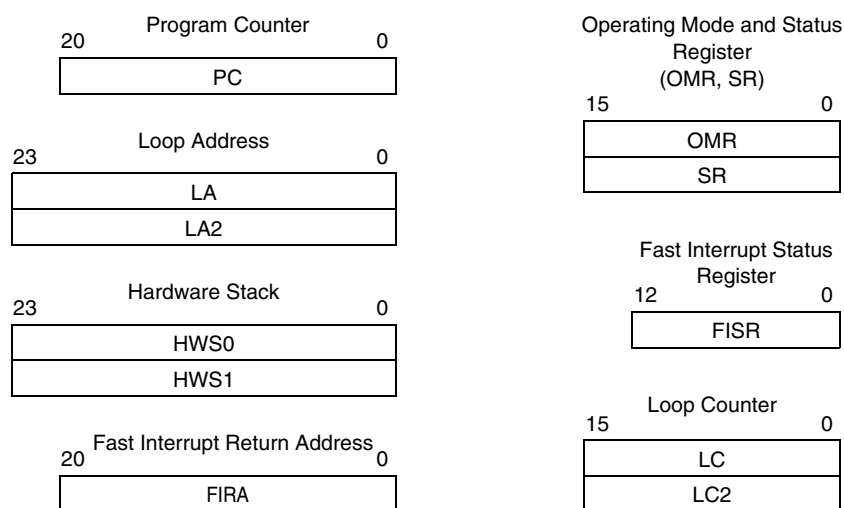 Program Counter
20 0
PC
Loop Address
23 0
LA
LA2
Hardware Stack
23 0
HWS0
HWS1
Fast Interrupt Return Address
20 0
FIRA
Operating Mode and Status
Register
(OMR, SR)
15 0
OMR
SR
Fast Interrupt Status
Register
12 0
FISR
Loop Counter
15 0
LC
LC2